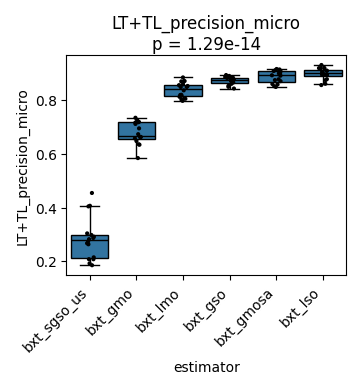 LT+TL_precision_micro
p = 1.29e-14
LT+TL_precision_micro
0.8
0.6
0.4
0.2
bxt_sgso_us
bxt_gmo
bxt_lmo
bxt_gso
bxt_gmosa
bxt_lso
estimator